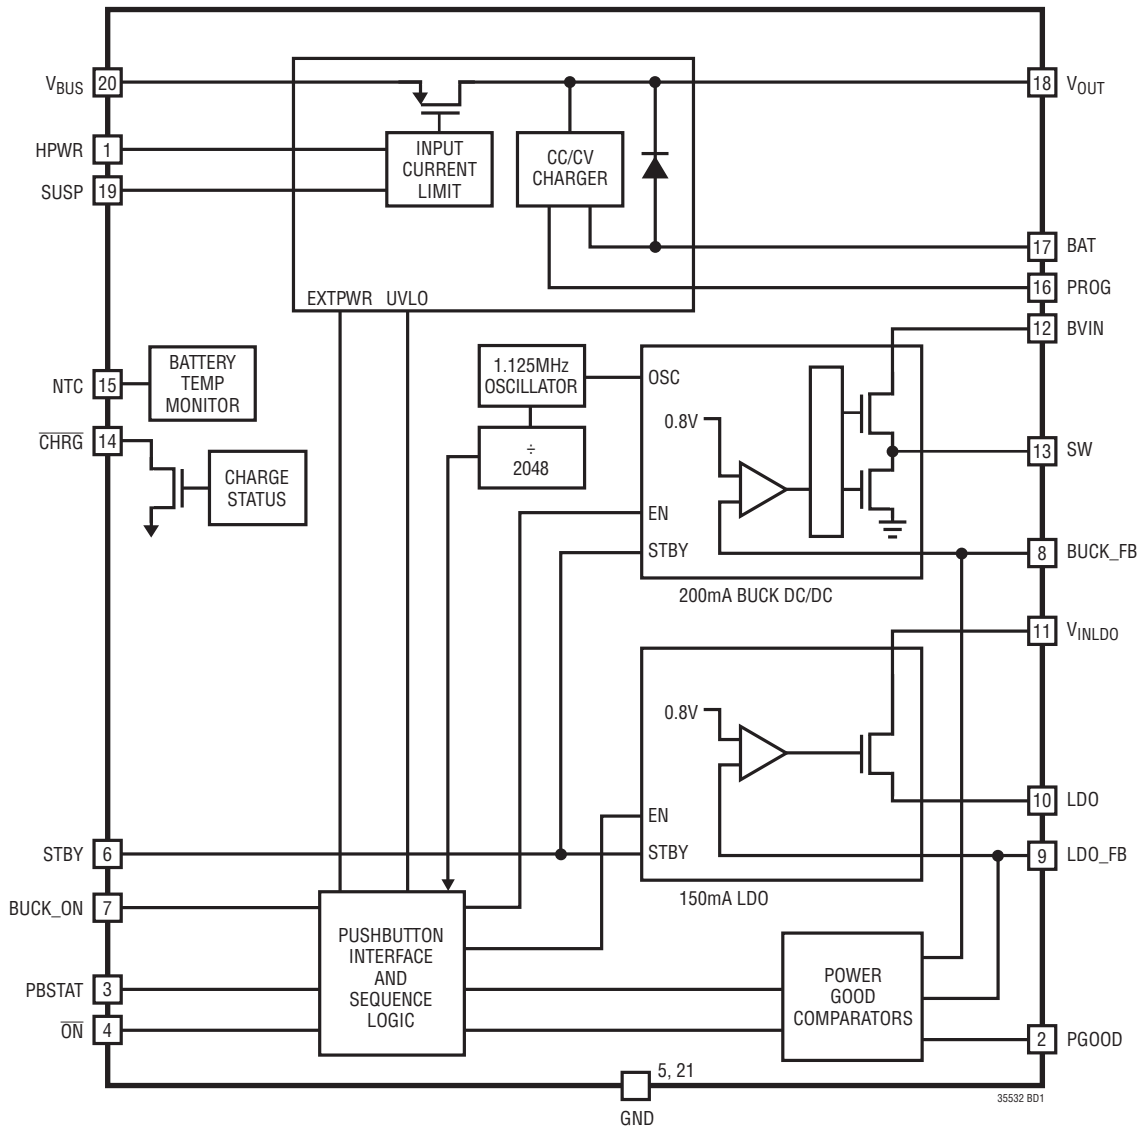 VBUS 20
18 VOUT
HPWR 1
INPUT
CURRENT
LIMIT
CC/CV
CHARGER
SUSP 19
17 BAT
16 PROG
EXTPWR UVLO
12 BVIN
NTC 15
BATTERY
TEMP
MONITOR
1.125MHz
OSCILLATOR
OSC
0.8V
CHRG 14
13 SW
÷
2048
CHARGE
STATUS
EN
STBY
8 BUCK_FB
200mA BUCK DC/DC
11 VINLDO
0.8V
10 LDO
EN
STBY 6
STBY
9 LDO_FB
150mA LDO
BUCK_ON 7
PUSHBUTTON
INTERFACE
AND
SEQUENCE
LOGIC
POWER
GOOD
COMPARATORS
PBSTAT 3
ON 4
2 PGOOD
5, 21
GND
35532 BD1